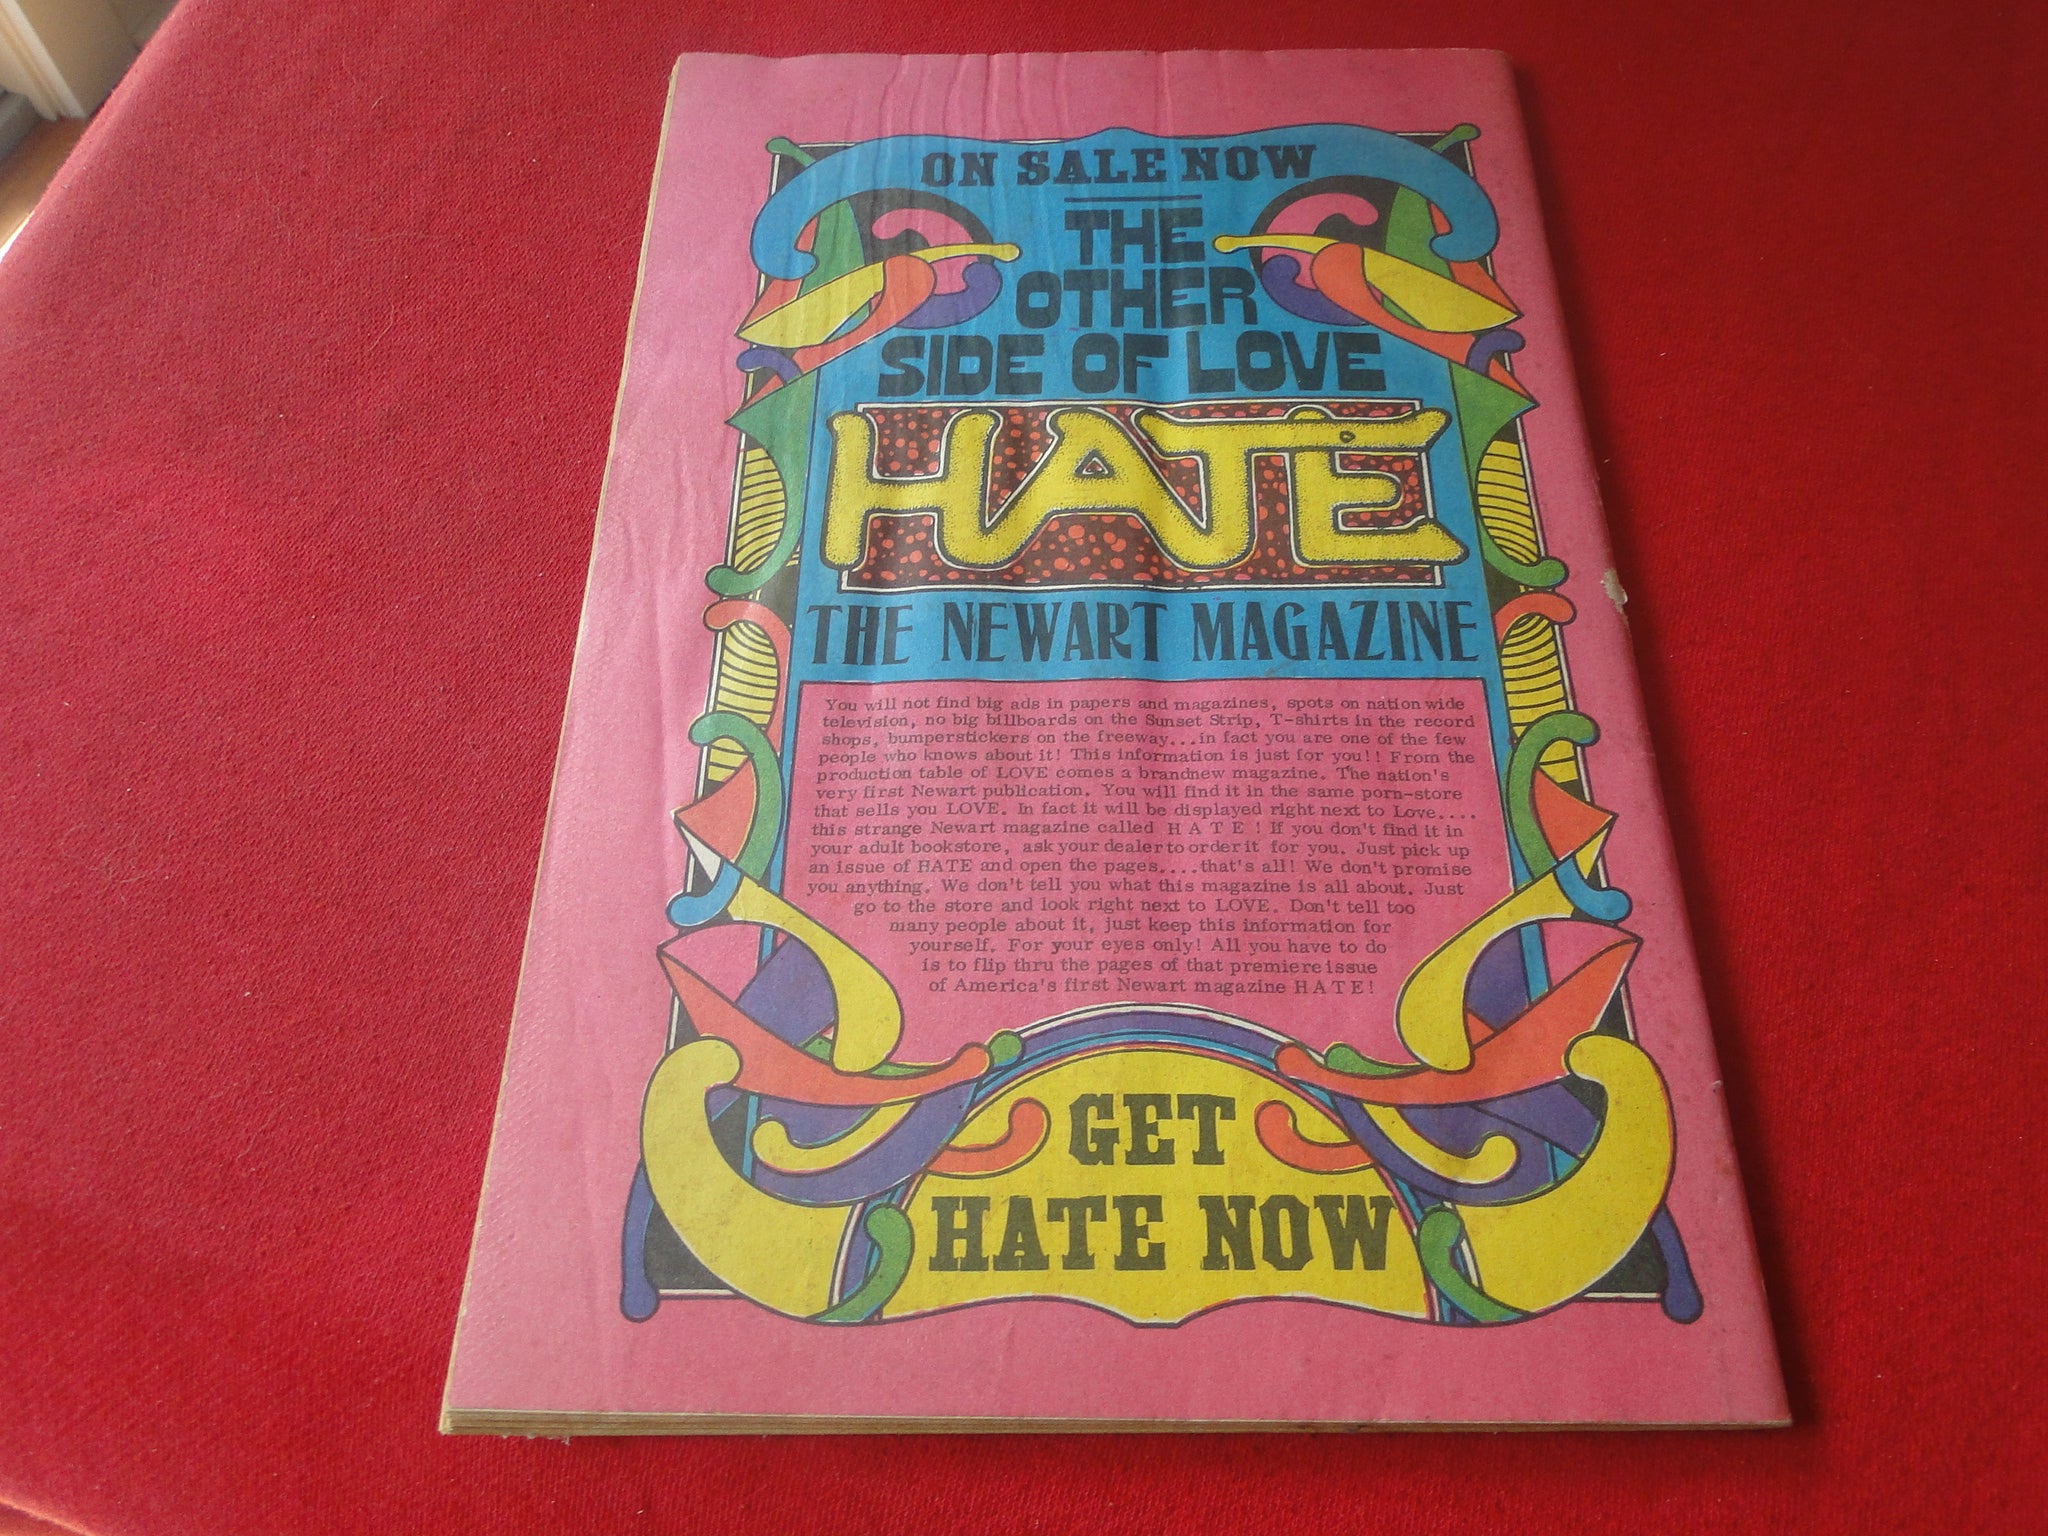 ON SALE NOW
THE
OTHER
SIDE OF LOVE
HATE
THE NEWART MAGAZINE
You will not find big ads in papers and magazines, spots on nation wide
television, no big billboards on the Sunset Strip, T-shirts in the record
shops, bumperstickers on the freeway...in fact you are one of the few
people who knows about it! This information is just for you!! From the
production table of LOVE comes a brandnew magazine. The nation's
very first Newart publication. You will find it in the same porn-store
that sells you LOVE. In fact it will be displayed right next to Love....
this strange Newart magazine called H A T E ! If you don't find it in
your adult bookstore, ask your dealer to order it for you. Just pick up
an issue of HATE and open the pages....that's all! We don't promise
you anything. We don't tell you what this magazine is all about. Just
go to the store and look right next to LOVE. Don't tell too
many people about it, just keep this information for
yourself. For your eyes only! All you have to do
is to flip thru the pages of that premiere issue
of America's first Newart magazine H A T E !
GET
HATE NOW